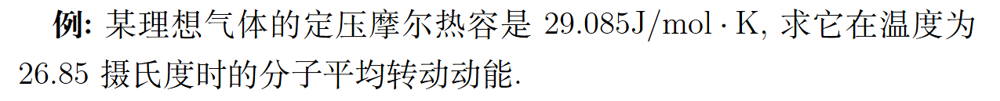 例: 某理想气体的定压摩尔热容是 29.085J/mol · K, 求它在温度为
26.85 摄氏度时的分子平均转动动能.